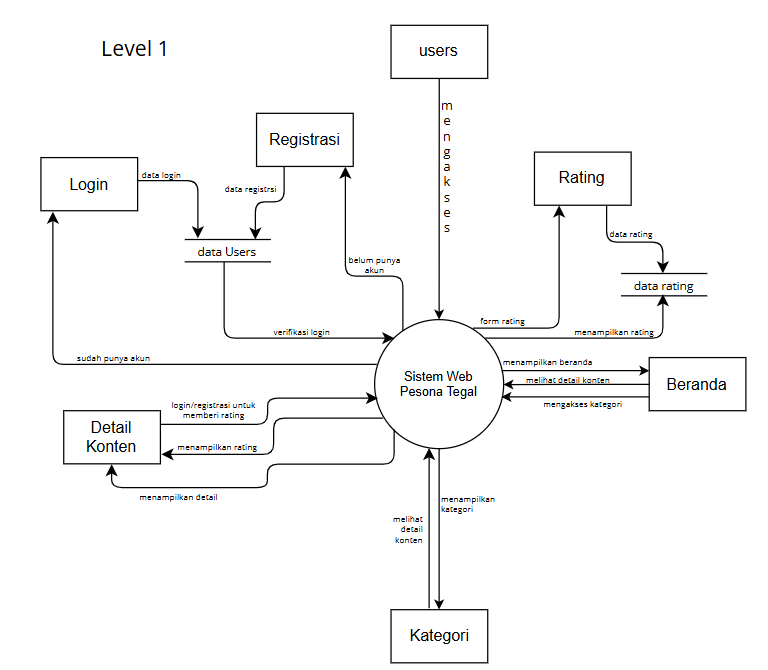 Level 1
users
mengakses
Registrasi
Login
data login
data registrsi
data Users
belum punya
akun
verifikasi login
sudah punya akun
Rating
data rating
data rating
form rating
menampilkan rating
Sistem Web
Pesona Tegal
menampilkan beranda
melihat detail konten
mengakses kategori
Beranda
Detail
Konten
login/registrasi untuk
memberi rating
menampilkan rating
menampilkan detail
melihat
detail
konten
menampilkan
kategori
Kategori